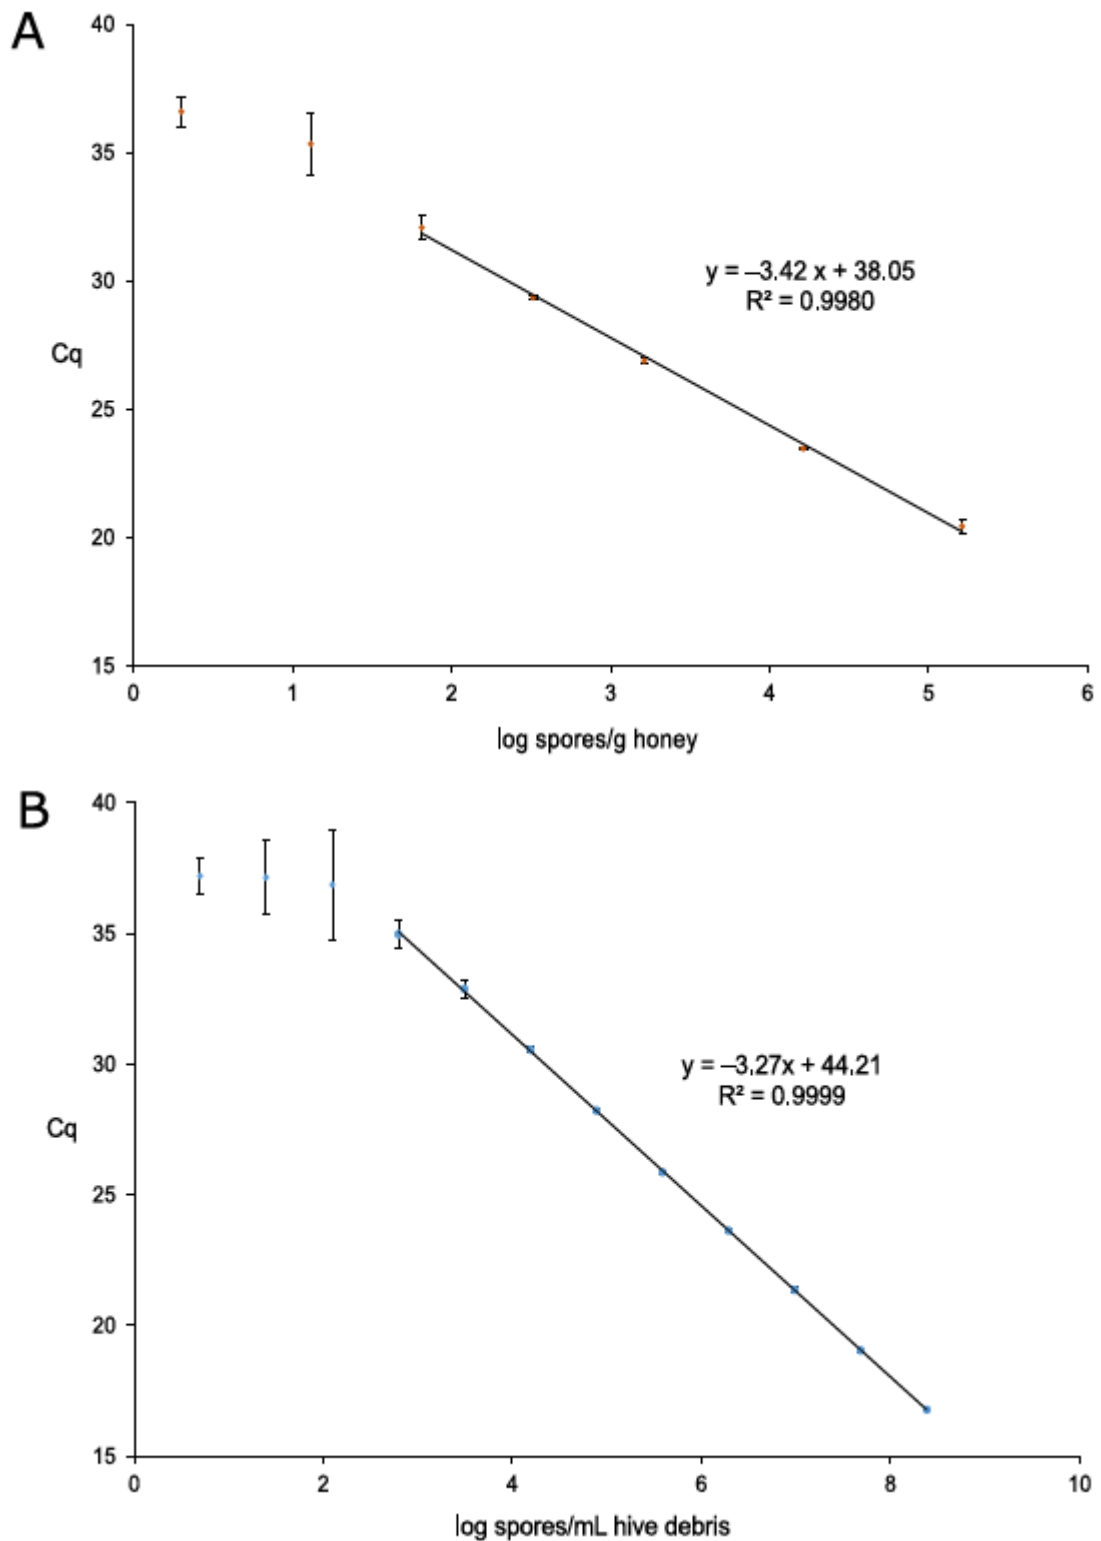 A
40
35
30
25
20
15
Cq
y = –3.42 x + 38.05
R² = 0.9980
0 1 2 3 4 5 6
log spores/g honey
B
40
35
30
25
20
15
Cq
y = –3.27x + 44.21
R² = 0.9999
0 2 4 6 8 10
log spores/mL hive debris